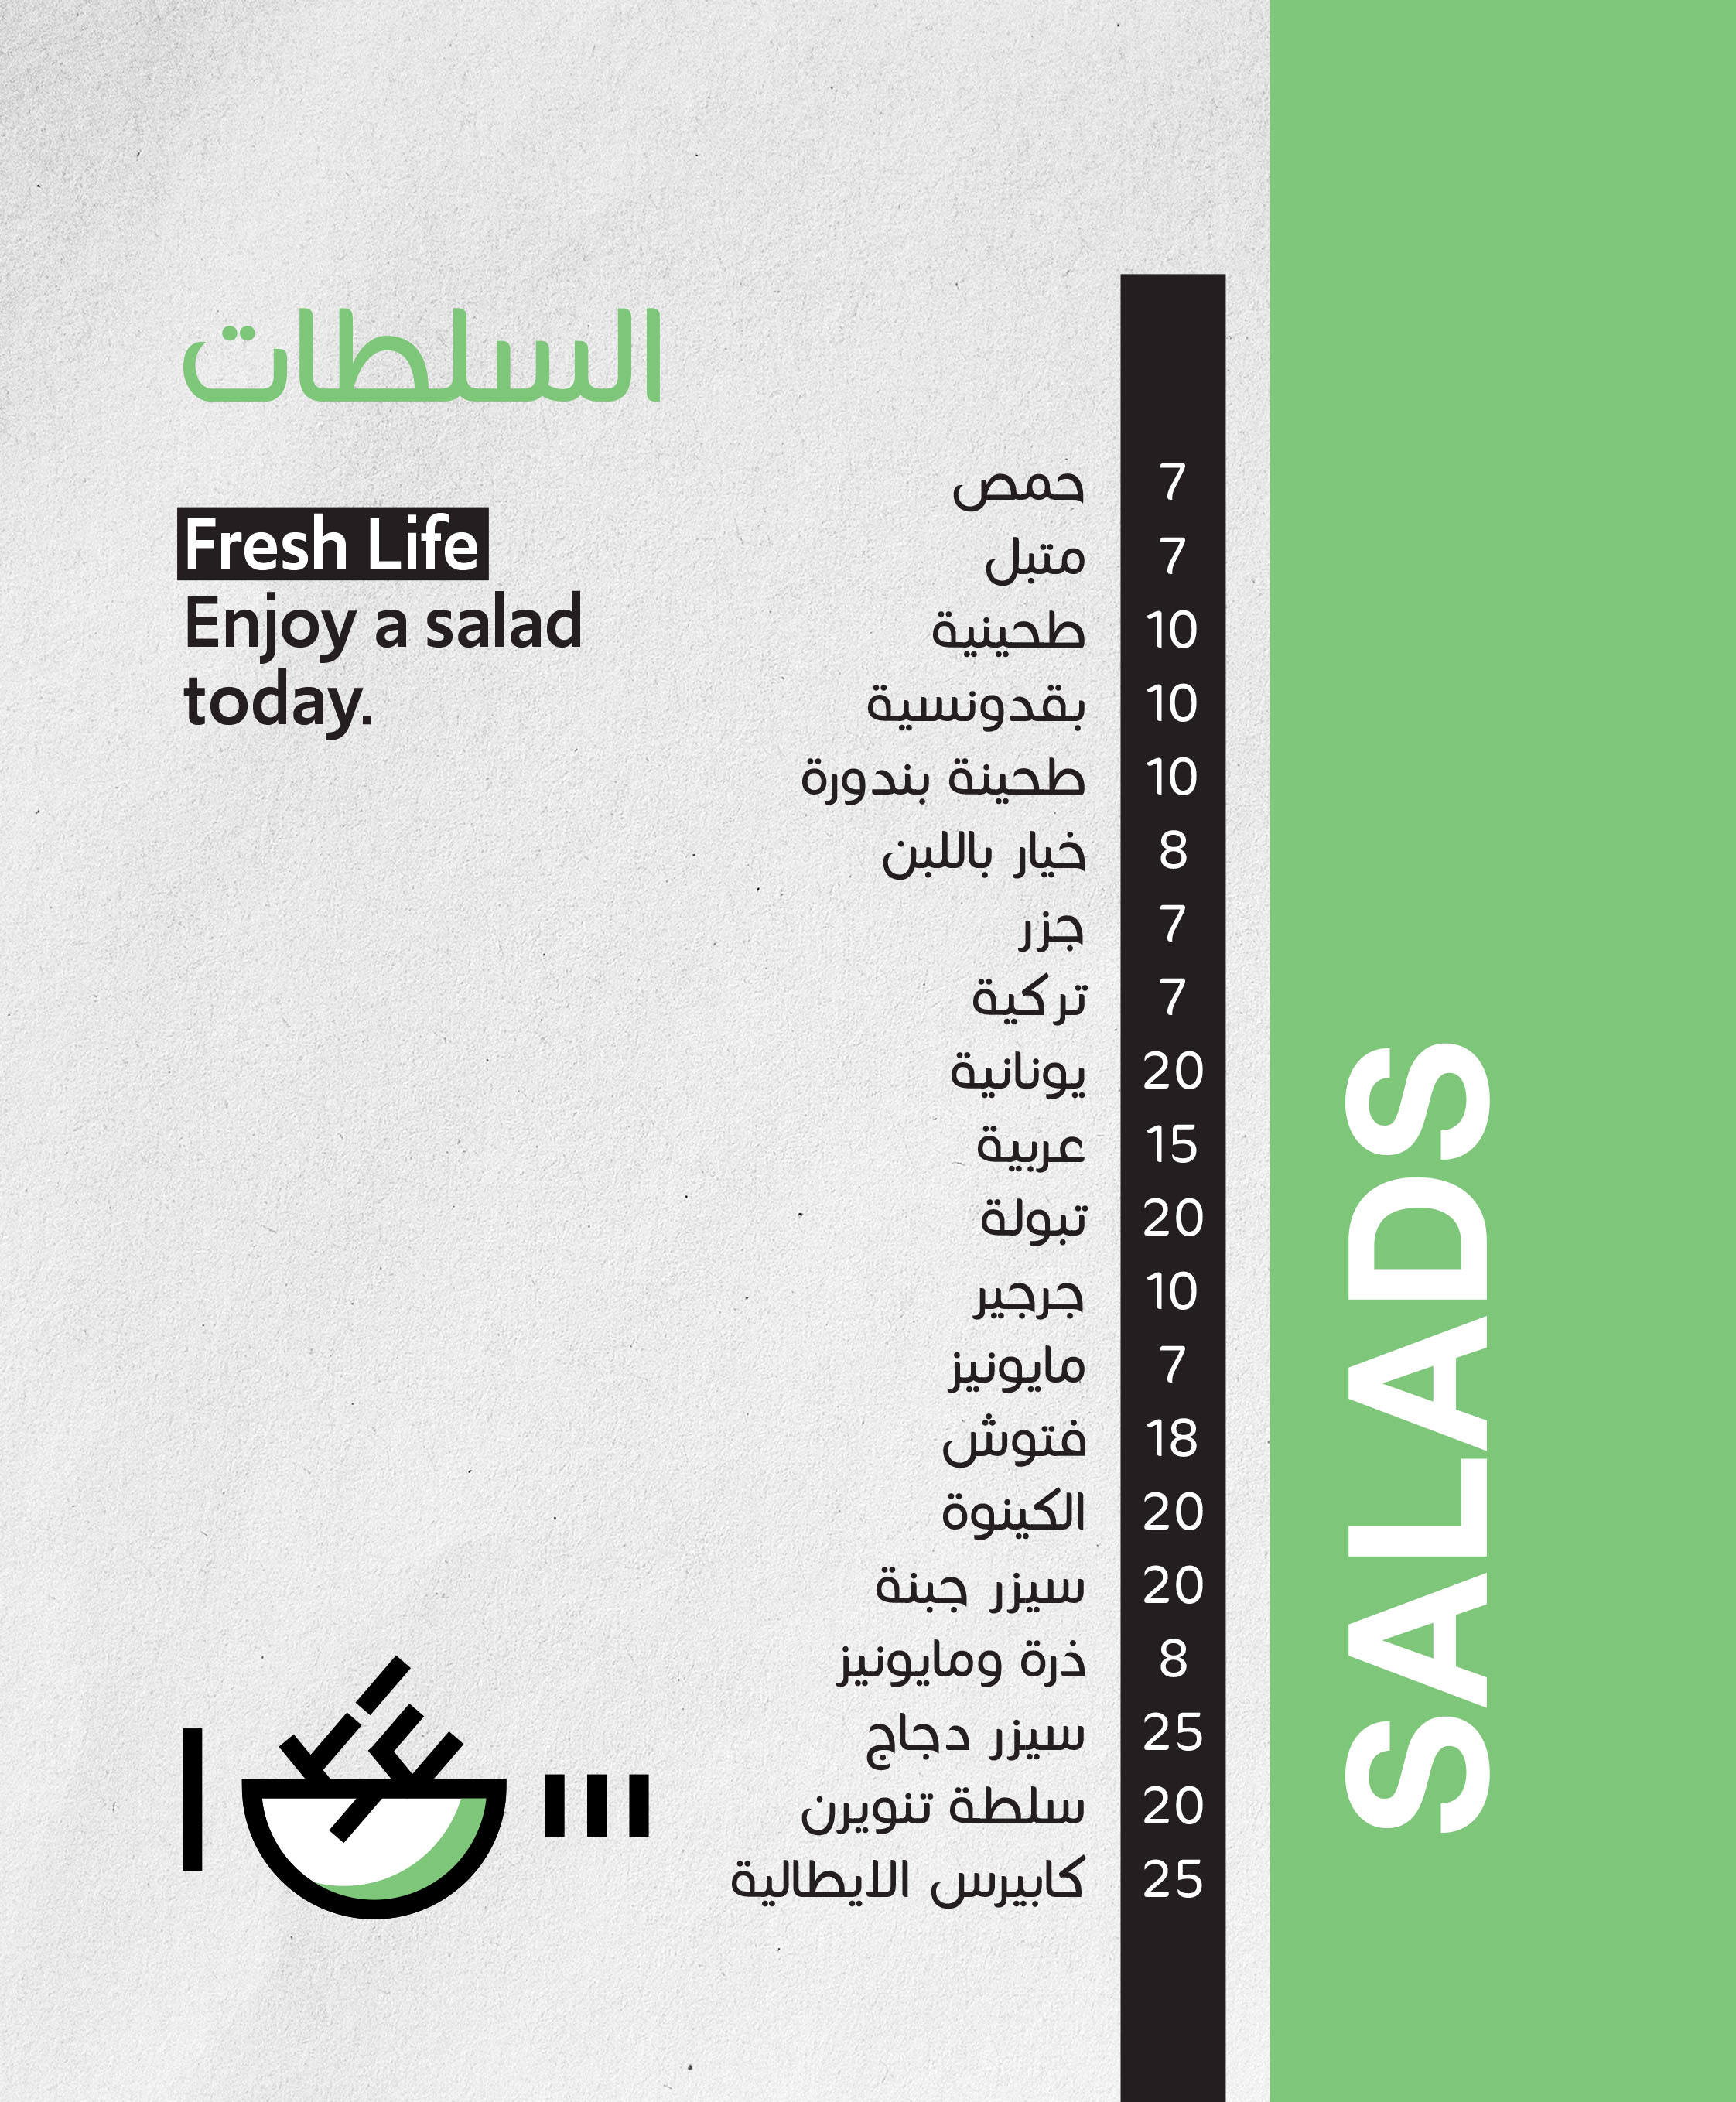 السلطات
Fresh Life
Enjoy a salad
today.
حمص 7
متبل 7
طحينية 10
بقدونسية 10
طحينة بندورة 10
خيار باللبن 8
جزر 7
تركية 7
يونانية 20
عربية 15
تبولة 20
جرجير 10
مايونيز 7
فتوش 18
الكينوة 20
سيزر جبنة 20
ذرة ومايونيز 8
سيزر دجاج 25
سلطة تنويرن 20
كابيرس الايطالية 25
SALADS